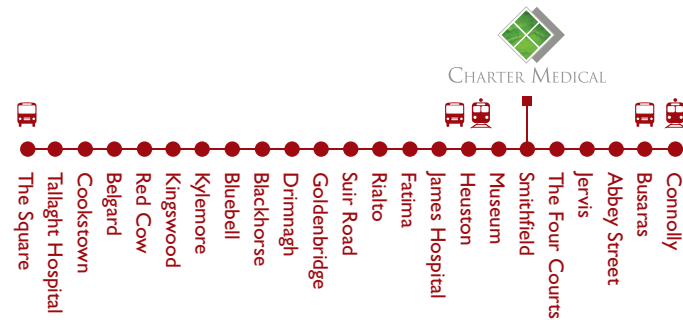 CHARTER MEDICAL
The Square
Tallaght Hospital
Cookstown
Belgard
Red Cow
Kingswood
Kylemore
Bluebell
Blackhorse
Drimnagh
Goldenbridge
Suir Road
Rialto
Fatima
James Hospital
Heuston
Museum
Smithfield
The Four Courts
Jervis
Abbey Street
Busaras
Connolly